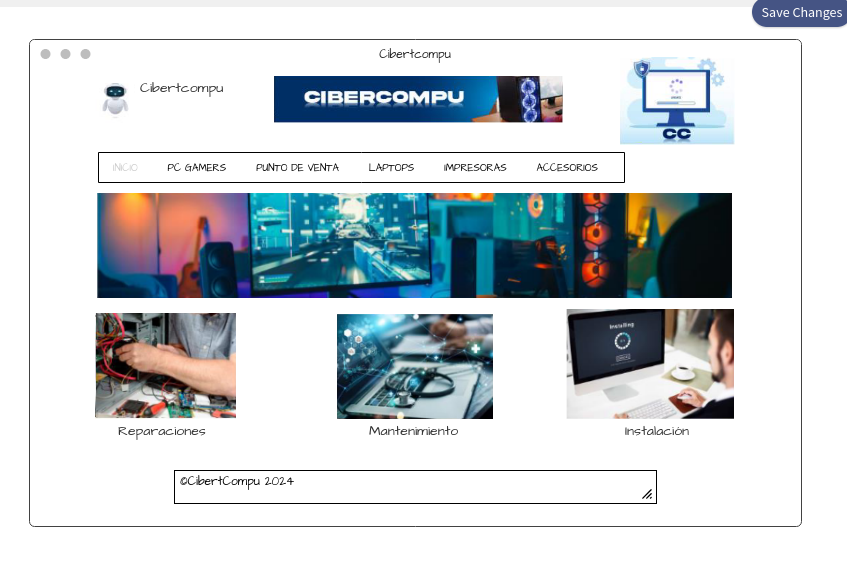 Save Changes
Cibertcompu
Cibertcompu
CIBERCOMPU
CC
INICIO PC GAMERS PUNTO DE VENTA LAPTOPS IMPRESORAS ACCESORIOS
Installing
Reparaciones Mantenimiento Instalación
©CibertCompu 2024